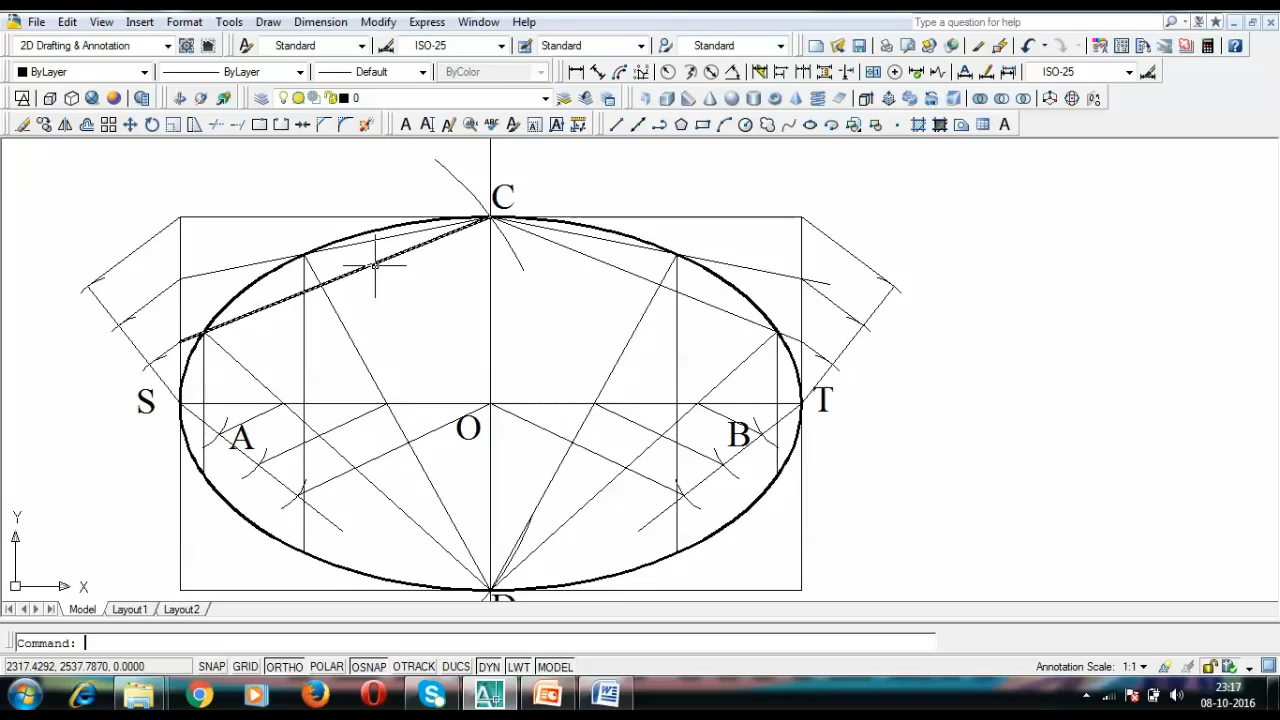 File Edit View Insert Format Tools Draw Dimension Modify Express Window Help Type a question for help
2D Drafting & Annotation Standard ISO-25 Standard Standard
ByLayer ByLayer Default ByColor ISO-25
0
C
S
T
O
A
B
D
Y
X
Model Layout1 Layout2
Command:
2317.4292, 2537.7870, 0.0000 SNAP GRID ORTHO POLAR OSNAP OTRACK DUCS DYN LWT MODEL Annotation Scale: 1:1
23:17
08-10-2016